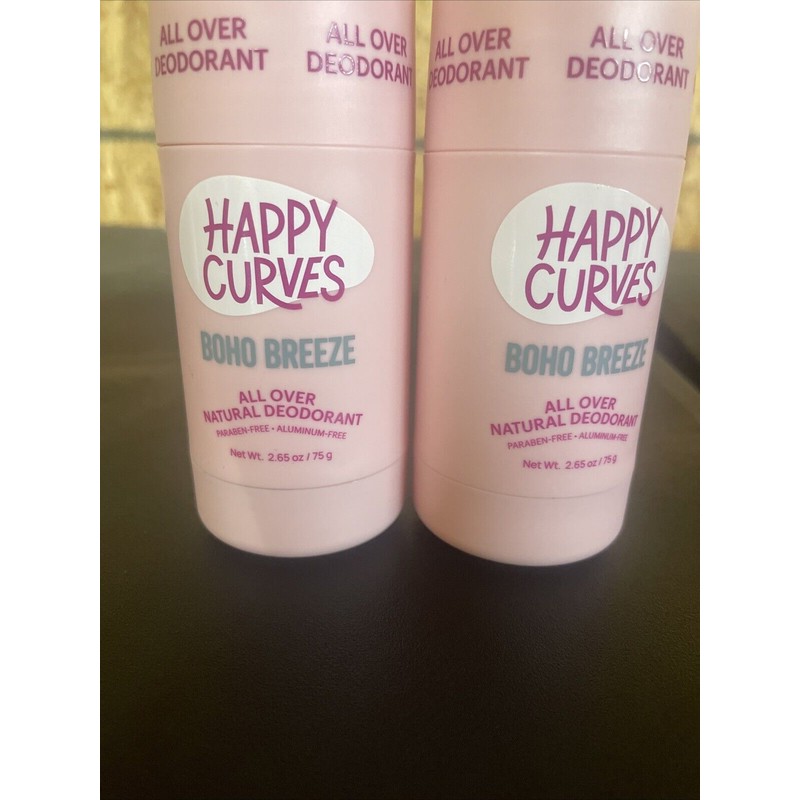 ALL OVER
DEODORANT
ALL OVER
DEODORANT
HAPPY
CURVES
BOHO BREEZE
ALL OVER
NATURAL DEODORANT
PARABEN-FREE • ALUMINUM-FREE
Net Wt. 2.65 oz / 75 g
ALL OVER
DEODORANT
ALL OVER
DEODORANT
HAPPY
CURVES
BOHO BREEZE
ALL OVER
NATURAL DEODORANT
PARABEN-FREE • ALUMINUM-FREE
Net Wt. 2.65 oz / 75 g